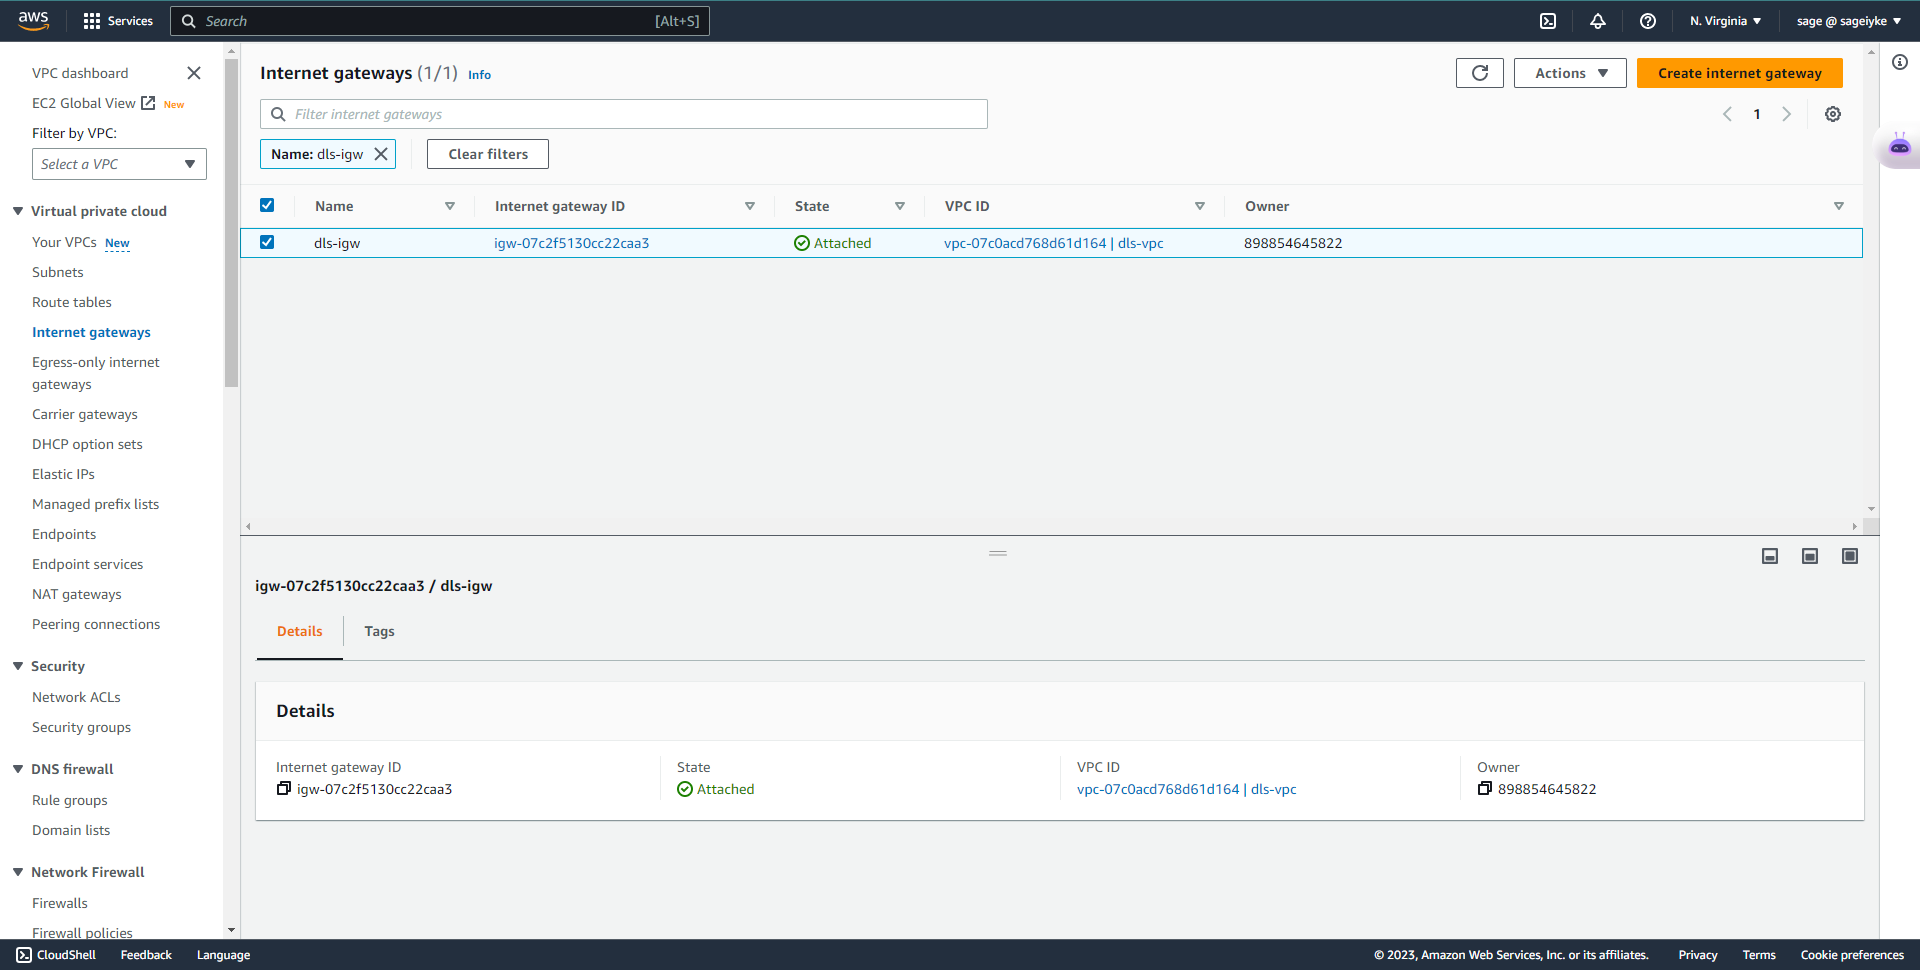 aws
Services
Search
[Alt+S]
N. Virginia
sage @ sageiyke
VPC dashboard
EC2 Global View
New
Filter by VPC:
Select a VPC
Virtual private cloud
Your VPCs New
Subnets
Route tables
Internet gateways
Egress-only internet
gateways
Carrier gateways
DHCP option sets
Elastic IPs
Managed prefix lists
Endpoints
Endpoint services
NAT gateways
Peering connections
Security
Network ACLs
Security groups
DNS firewall
Rule groups
Domain lists
Network Firewall
Firewalls
Firewall policies
Internet gateways (1/1) Info
Actions
Create internet gateway
Filter internet gateways
1
Name: dls-igw
Clear filters
Name
Internet gateway ID
State
VPC ID
Owner
dls-igw
igw-07c2f5130cc22caa3
Attached
vpc-07c0acd768d61d164 | dls-vpc
898854645822
igw-07c2f5130cc22caa3 / dls-igw
Details
Tags
Details
Internet gateway ID
igw-07c2f5130cc22caa3
State
Attached
VPC ID
vpc-07c0acd768d61d164 | dls-vpc
Owner
898854645822
CloudShell
Feedback
Language
© 2023, Amazon Web Services, Inc. or its affiliates.
Privacy
Terms
Cookie preferences